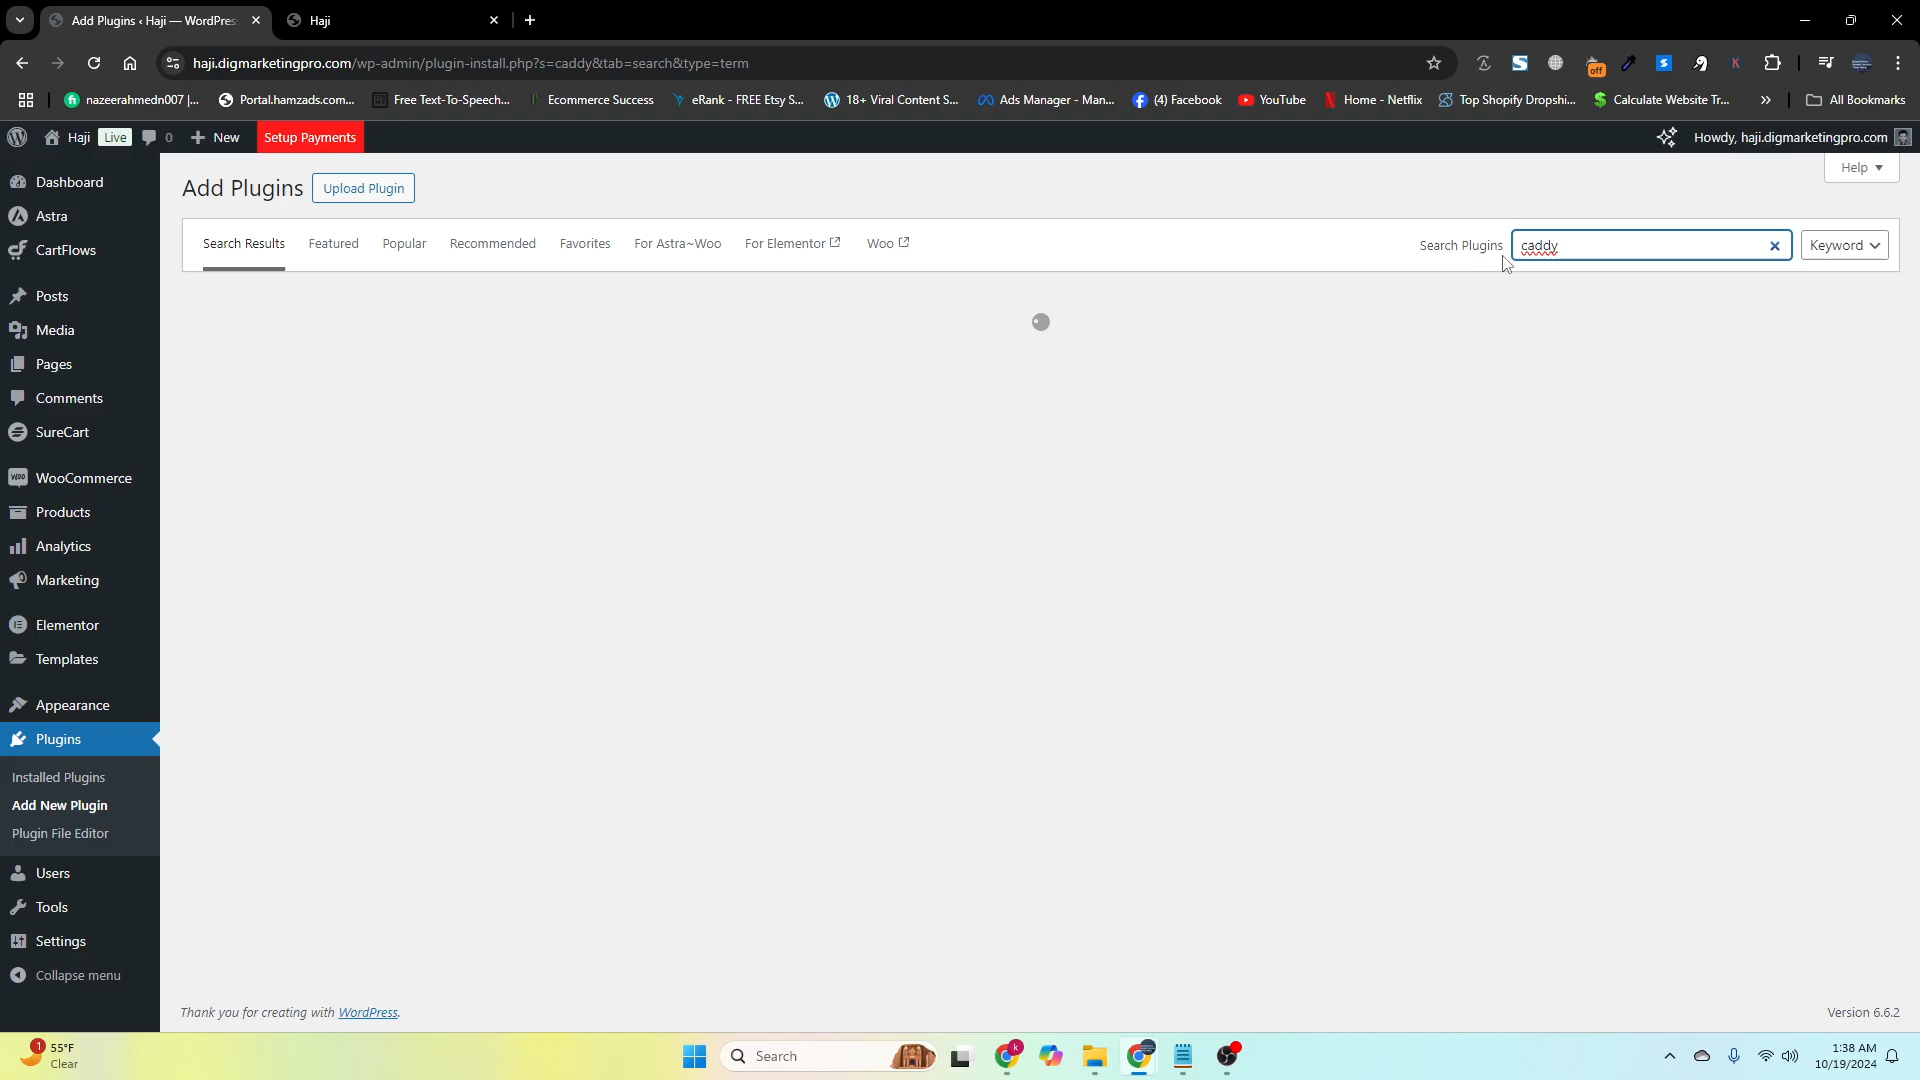 Add Plugins ‹ Haji — WordPres
Haji
haji.digmarketingpro.com/wp-admin/plugin-install.php?s=caddy&tab=search&type=term
nazeerahmedn007 |...
Portal.hamzads.com...
Free Text-To-Speech...
Ecommerce Success
eRank - FREE Etsy S...
18+ Viral Content S...
Ads Manager - Man...
(4) Facebook
YouTube
Home - Netflix
Top Shopify Dropshi...
Calculate Website Tr...
All Bookmarks
Haji Live 0 New Setup Payments
Howdy, haji.digmarketingpro.com
Dashboard
Astra
CartFlows
Posts
Media
Pages
Comments
SureCart
WooCommerce
Products
Analytics
Marketing
Elementor
Templates
Appearance
Plugins
Installed Plugins
Add New Plugin
Plugin File Editor
Users
Tools
Settings
Collapse menu
Help
Add Plugins Upload Plugin
Search Results Featured Popular Recommended Favorites For Astra~Woo For Elementor Woo
Search Plugins caddy Keyword
Thank you for creating with WordPress.
Version 6.6.2
1
55°F
Clear
Search
1:38 AM
10/19/2024